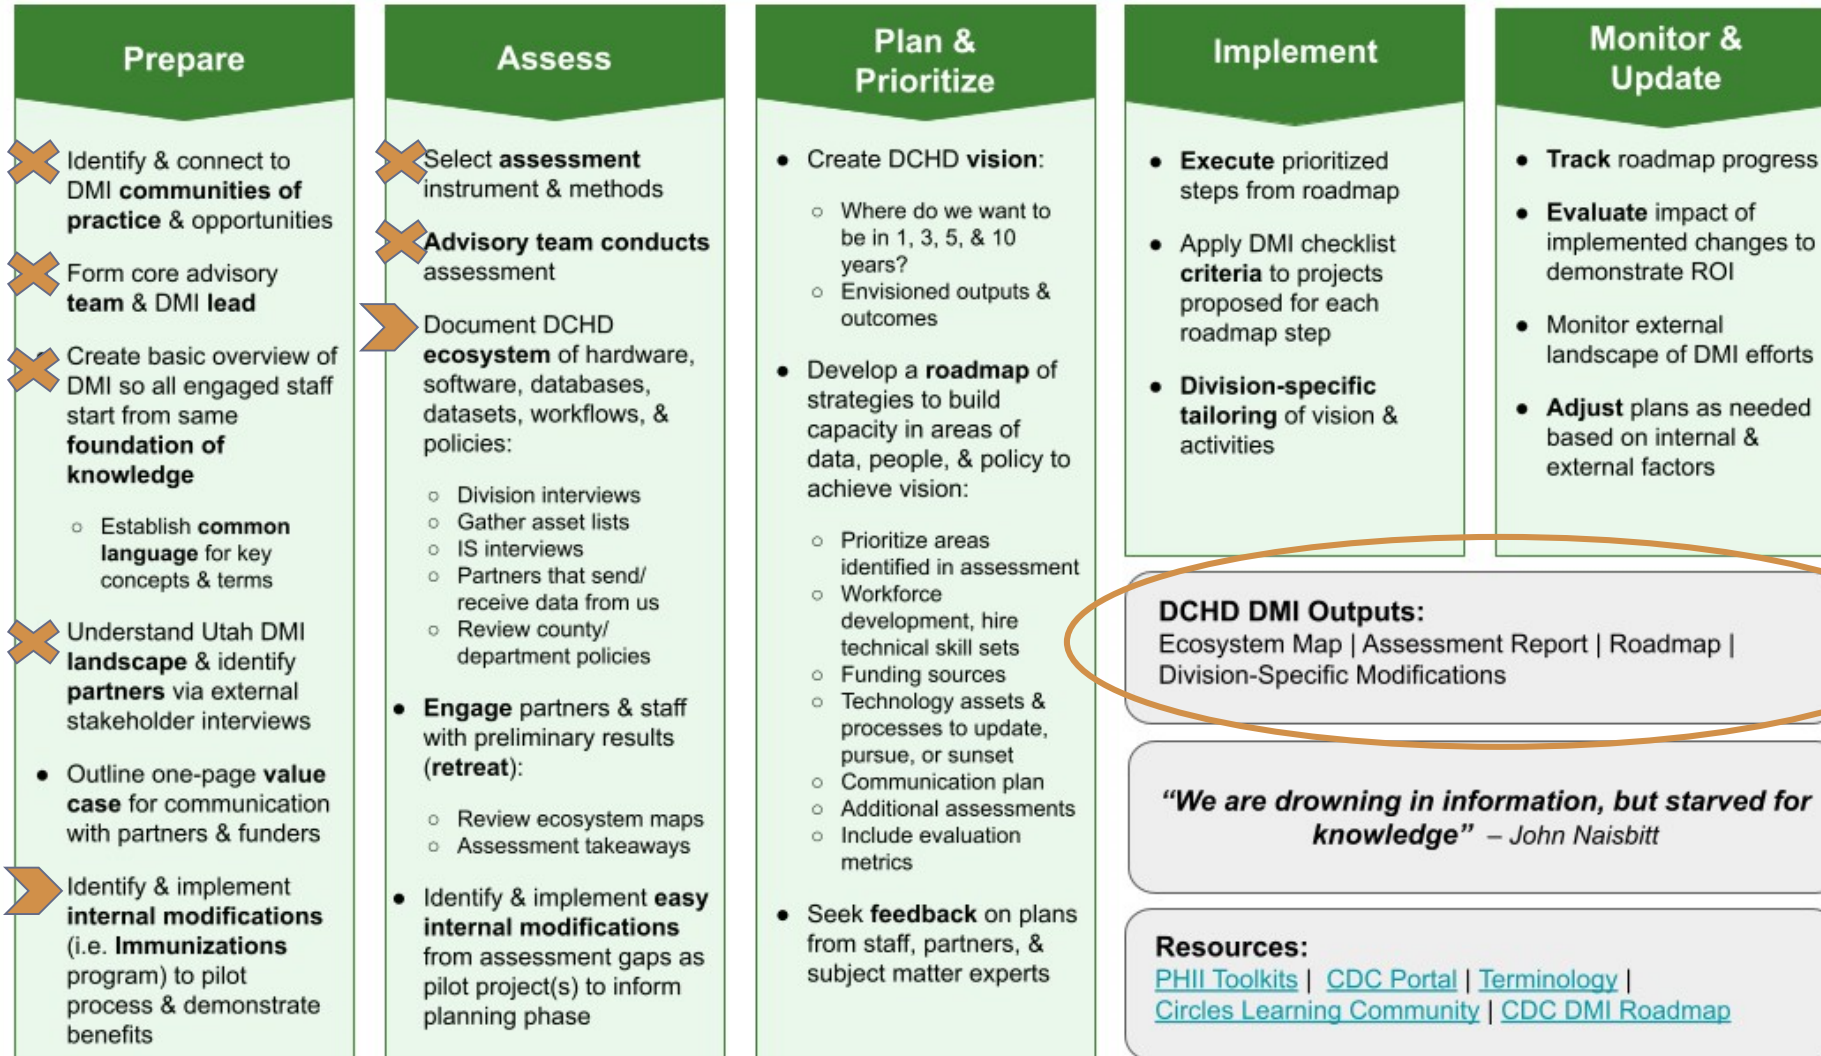 Prepare
Identify & connect to
DMI communities of
practice & opportunities
Form core advisory
team & DMI lead
Create basic overview of
DMI so all engaged staff
start from same
foundation of
knowledge
Establish common
language for key
concepts & terms
Understand Utah DMI
landscape & identify
partners via external
stakeholder interviews
Outline one-page value
case for communication
with partners & funders
Identify & implement
internal modifications
(i.e. Immunizations
program) to pilot
process & demonstrate
benefits
Assess
Select assessment
instrument & methods
Advisory team conducts
assessment
Document DCHD
ecosystem of hardware,
software, databases,
datasets, workflows, &
policies:
Division interviews
Gather asset lists
IS interviews
Partners that send/
receive data from us
Review county/
department policies
Engage partners & staff
with preliminary results
(retreat):
Review ecosystem maps
Assessment takeaways
Identify & implement easy
internal modifications
from assessment gaps as
pilot project(s) to inform
planning phase
Plan &
Prioritize
Create DCHD vision:
Where do we want to
be in 1, 3, 5, & 10
years?
Envisioned outputs &
outcomes
Develop a roadmap of
strategies to build
capacity in areas of
data, people, & policy to
achieve vision:
Prioritize areas
identified in assessment
Workforce
development, hire
technical skill sets
Funding sources
Technology assets &
processes to update,
pursue, or sunset
Communication plan
Additional assessments
Include evaluation
metrics
Seek feedback on plans
from staff, partners, &
subject matter experts
Implement
Execute prioritized
steps from roadmap
Apply DMI checklist
criteria to projects
proposed for each
roadmap step
Division-specific
tailoring of vision &
activities
Monitor &
Update
Track roadmap progress
Evaluate impact of
implemented changes to
demonstrate ROI
Monitor external
landscape of DMI efforts
Adjust plans as needed
based on internal &
external factors
DCHD DMI Outputs:
Ecosystem Map | Assessment Report | Roadmap |
Division-Specific Modifications
“We are drowning in information, but starved for
knowledge” – John Naisbitt
Resources:
PHII Toolkits | CDC Portal | Terminology |
Circles Learning Community | CDC DMI Roadmap